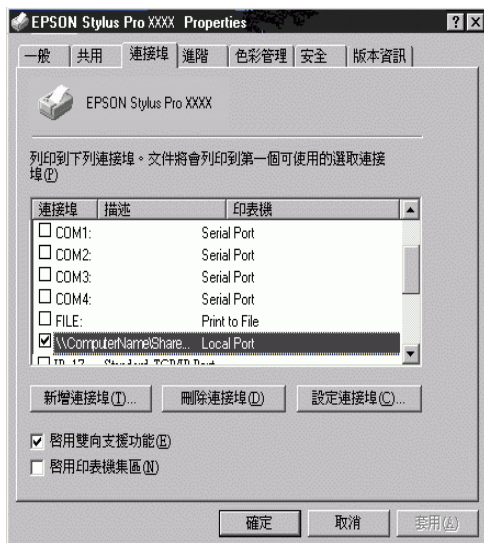 EPSON Stylus Pro XXXX Properties
一般 共用 連接埠 進階 色彩管理 安全 版本資訊
EPSON Stylus Pro XXXX
列印到下列連接埠。文件將會列印到第一個可使用的選取連接
埠(P)
連接埠 描述 印表機
COM1: Serial Port
COM2: Serial Port
COM3: Serial Port
COM4: Serial Port
FILE: Print to File
\\ComputerName\Share... Local Port
Standard TCP/IP Port
新增連接埠(T)... 刪除連接埠(D) 設定連接埠(C)...
啓用雙向支援功能(E)
啓用印表機集區(N)
確定 取消 套用(A)